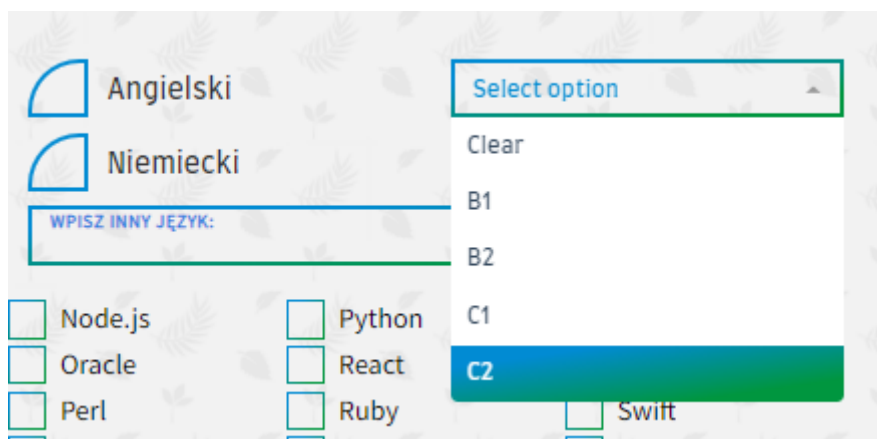 Angielski
Select option
Clear
Niemiecki
B1
WPISZ INNY JĘZYK:
B2
Node.js
Python
C1
Oracle
React
C2
Perl
Ruby
Swift